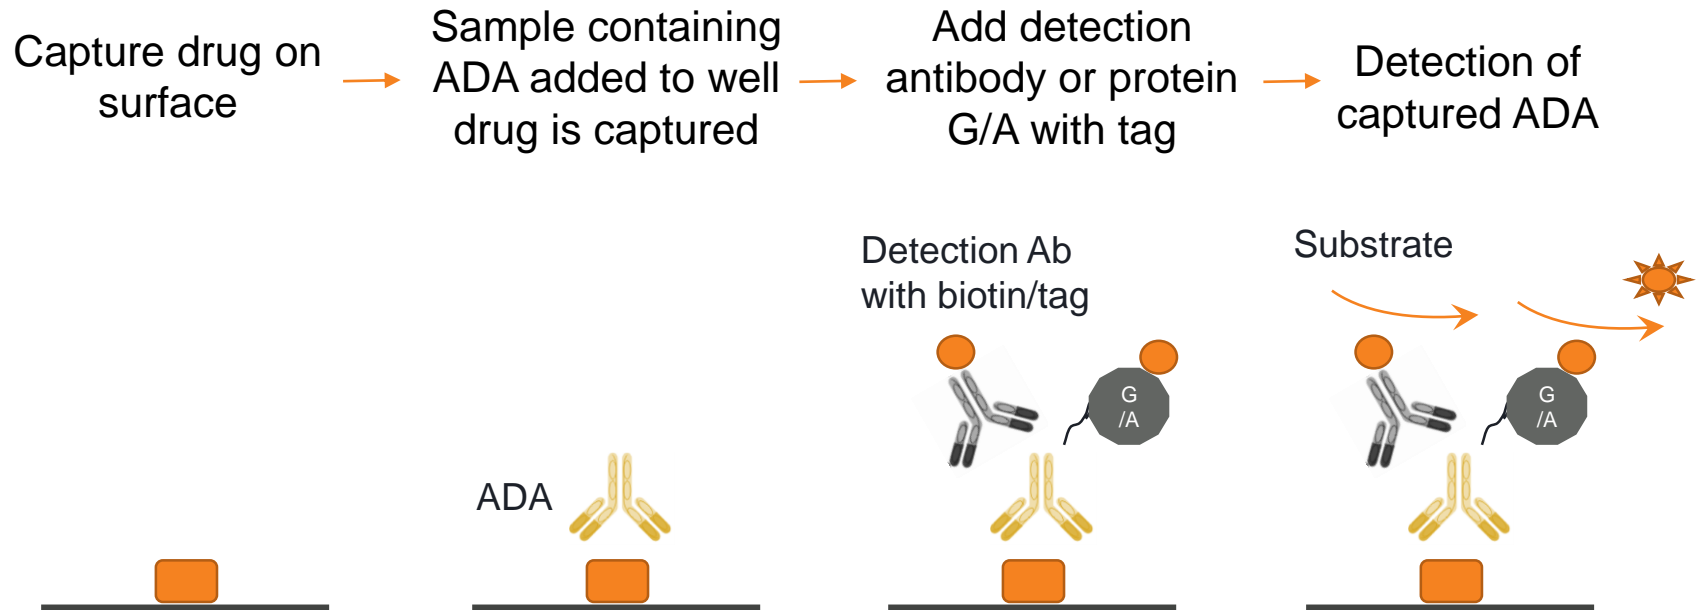 Capture drug on
surface
Sample containing
ADA added to well
drug is captured
Add detection
antibody or protein
G/A with tag
Detection of
captured ADA
Detection Ab
with biotin/tag
Substrate
G
/A
G
/A
ADA